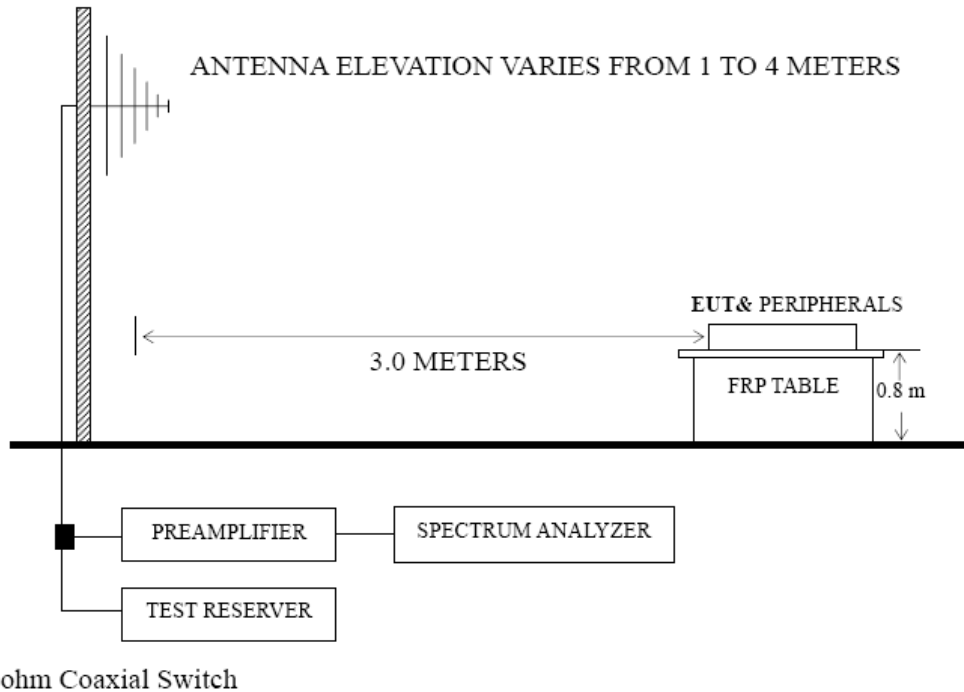 ANTENNA ELEVATION VARIES FROM 1 TO 4 METERS
EUT& PERIPHERALS
3.0 METERS
FRP TABLE
0.8 m
PREAMPLIFIER
SPECTRUM ANALYZER
TEST RESERVER
ohm Coaxial Switch